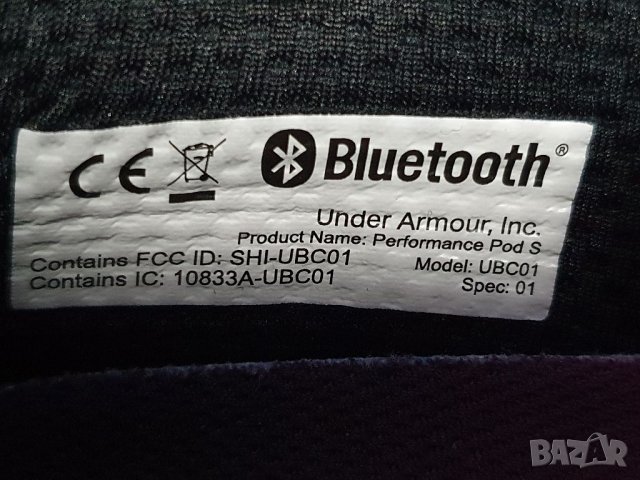 CE Bluetooth®
Under Armour, Inc.
Product Name: Performance Pod S
Contains FCC ID: SHI-UBC01 Model: UBC01
Contains IC: 10833A-UBC01 Spec: 01
BAZAR